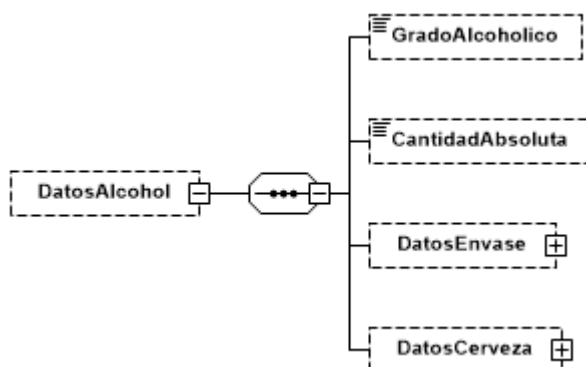 GradoAlcoholico
CantidadAbsoluta
DatosAlcohol
DatosEnvase
DatosCerveza